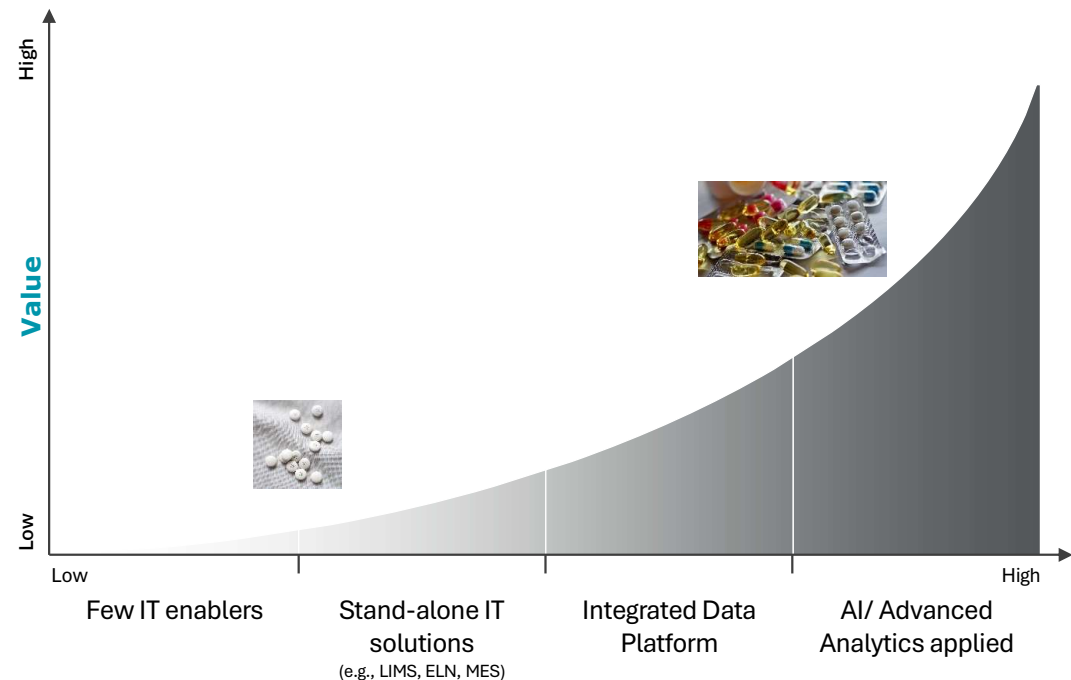 High
Value
Low
Low
High
Few IT enablers
Stand-alone IT
solutions
(e.g., LIMS, ELN, MES)
Integrated Data
Platform
AI/ Advanced
Analytics applied